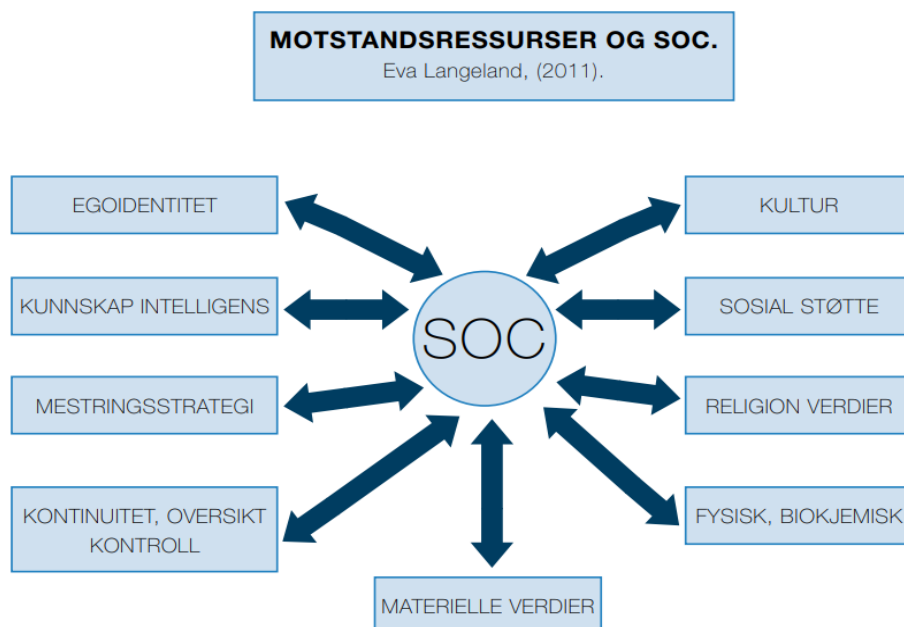 MOTSTANDSRESSURSER OG SOC.
Eva Langeland, (2011).
EGOIDENTITET
KULTUR
KUNNSKAP INTELLIGENS
SOSIAL STØTTE
SOC
MESTRINGSSTRATEGI
RELIGION VERDIER
KONTINUITET, OVERSIKT
KONTROLL
FYSISK, BIOKJEMISK
MATERIELLE VERDIER